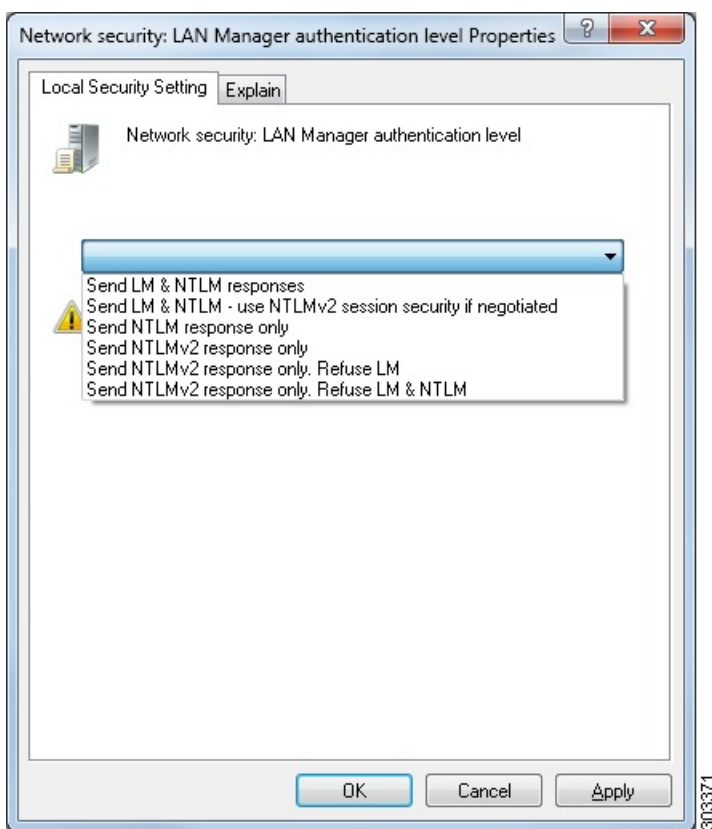 Network security: LAN Manager authentication level Properties
?
X
Local Security Setting
Explain
Network security: LAN Manager authentication level
Send LM & NTLM responses
Send LM & NTLM - use NTLMv2 session security if negotiated
Send NTLM response only
Send NTLMv2 response only
Send NTLMv2 response only. Refuse LM
Send NTLMv2 response only. Refuse LM & NTLM
OK
Cancel
Apply
303371